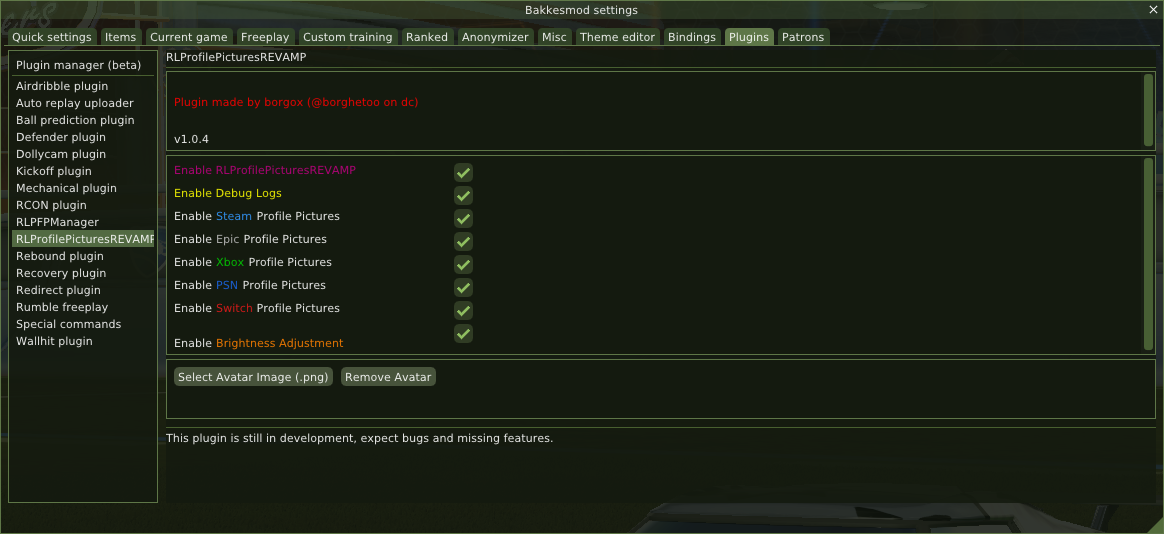 Bakkesmod settings
Quick settings Items Current game Freeplay Custom training Ranked Anonymizer Misc Theme editor Bindings Plugins Patrons
Plugin manager (beta)
Airdribble plugin
Auto replay uploader
Ball prediction plugin
Defender plugin
Dollycam plugin
Kickoff plugin
Mechanical plugin
RCON plugin
RLPFPManager
RLProfilePicturesREVAMP
Rebound plugin
Recovery plugin
Redirect plugin
Rumble freeplay
Special commands
Wallhit plugin
RLProfilePicturesREVAMP
Plugin made by borgox (@borghetoo on dc)
v1.0.4
Enable RLProfilePicturesREVAMP
Enable Debug Logs
Enable Steam Profile Pictures
Enable Epic Profile Pictures
Enable Xbox Profile Pictures
Enable PSN Profile Pictures
Enable Switch Profile Pictures
Enable Brightness Adjustment
Select Avatar Image (.png) Remove Avatar
This plugin is still in development, expect bugs and missing features.